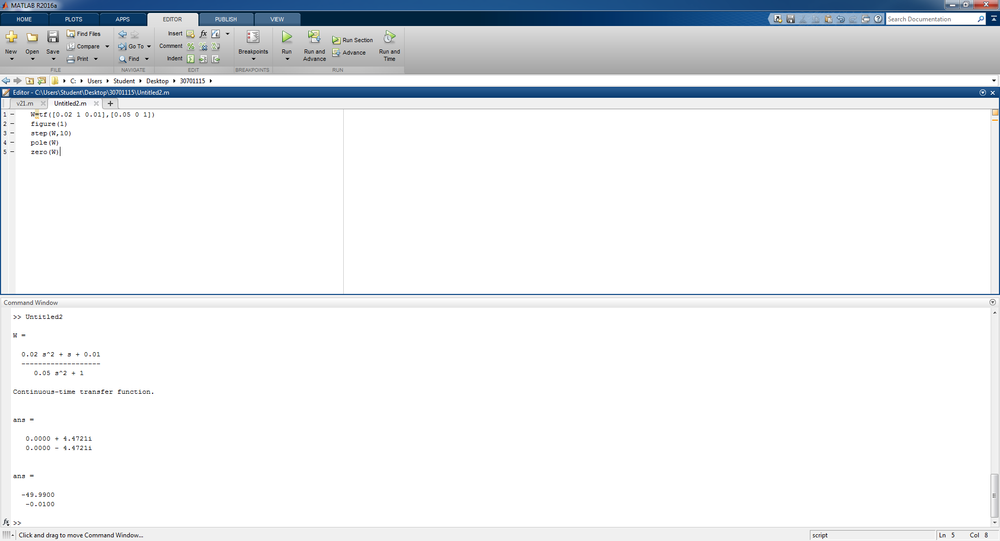 MATLAB R2016a
HOME PLOTS APPS EDITOR PUBLISH VIEW
Search Documentation
New Open Save Find Files Compare Print
Go To Find
Insert fx fi
Comment % % %
Indent
Breakpoints
Run Run and Advance Run Section Advance Run and Time
FILE NAVIGATE EDIT BREAKPOINTS RUN
C: Users Student Desktop 30701115
Editor - C:\Users\Student\Desktop\30701115\Untitled2.m
v21.m Untitled2.m +
1 – W=tf([0.02 1 0.01],[0.05 0 1])
2 – figure(1)
3 – step(W,10)
4 – pole(W)
5 – zero(W)
Command Window
>> Untitled2
W =
0.02 s^2 + s + 0.01
-------------------
0.05 s^2 + 1
Continuous-time transfer function.
ans =
0.0000 + 4.4721i
0.0000 - 4.4721i
ans =
-49.9900
-0.0100
fx >>
Click and drag to move Command Window...
script Ln 5 Col 8